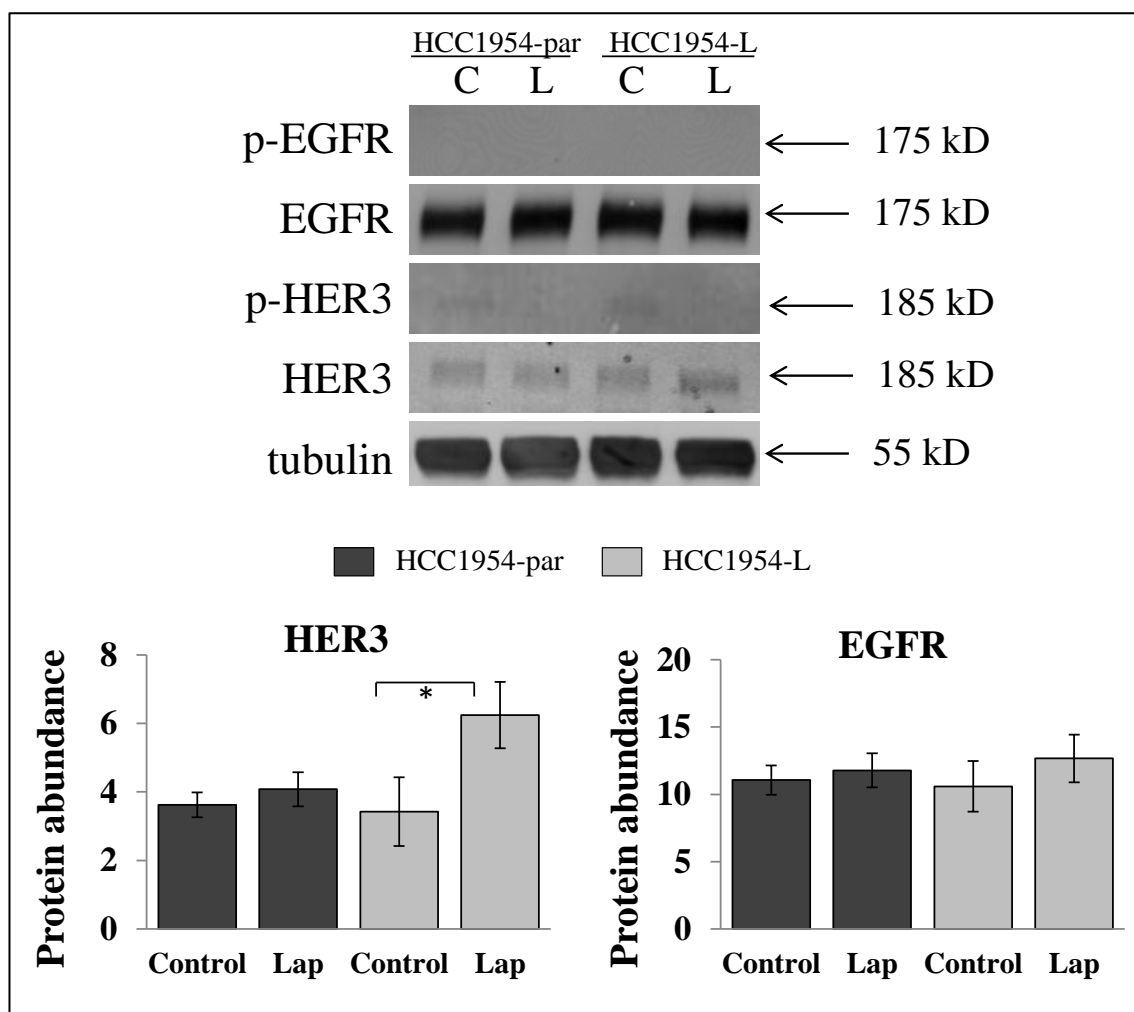 HCC1954-par HCC1954-L
C L C L
p-EGFR 175 kD
EGFR 175 kD
p-HER3 185 kD
HER3 185 kD
tubulin 55 kD
HCC1954-par HCC1954-L
HER3
Protein abundance
8
6
4
2
0
*
Control Lap Control Lap
EGFR
Protein abundance
20
15
10
5
0
Control Lap Control Lap